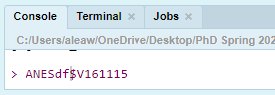 Console Terminal × Jobs ×
C:/Users/aleaw/OneDrive/Desktop/PhD Spring 202
> ANESdf$V161115